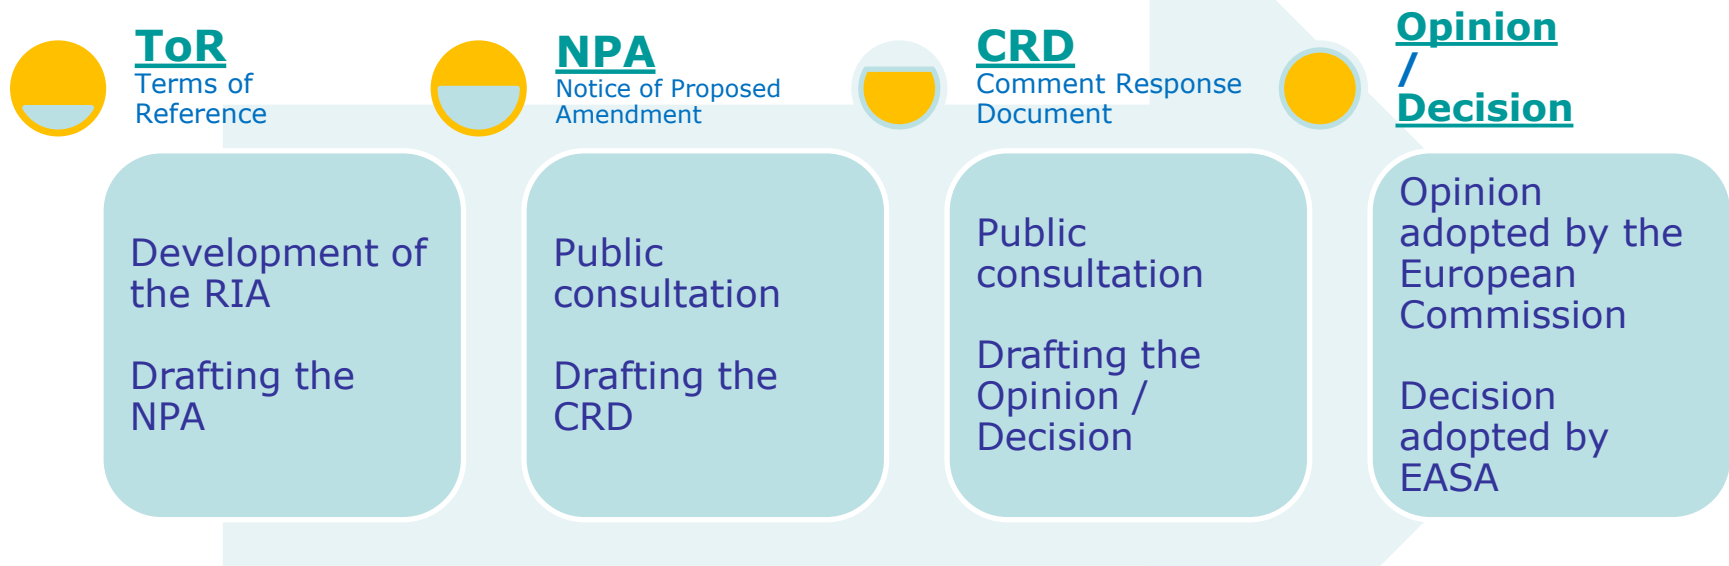 ToR
Terms of
Reference
Development of
the RIA
Drafting the
NPA
NPA
Notice of Proposed
Amendment
Public
consultation
Drafting the
CRD
CRD
Comment Response
Document
Public
consultation
Drafting the
Opinion /
Decision
Opinion
/
Decision
Opinion
adopted by the
European
Commission
Decision
adopted by
EASA